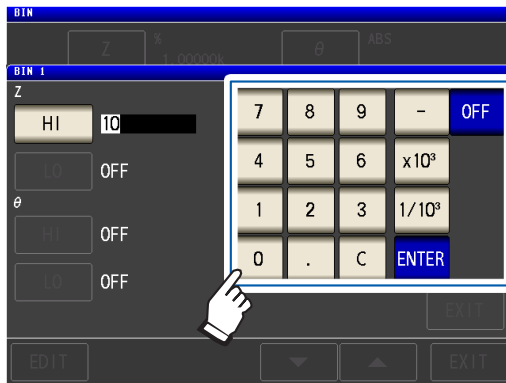 BIN
Z % 1.00000k θ ABS
BIN 1
Z
HI 10
LO OFF
θ
HI OFF
LO OFF
7 8 9 - OFF
4 5 6 x10³
1 2 3 1/10³
0 . C ENTER
EXIT
EDIT EXIT